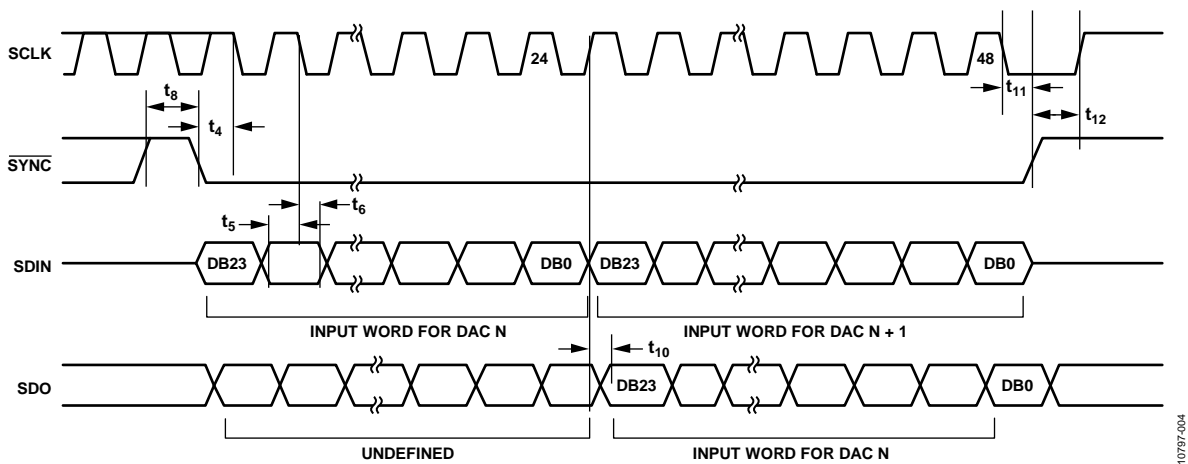 SCLK
24
48
t8
t4
t11
t12
SYNC
t5
t6
SDIN
DB23
DB0
DB23
DB0
INPUT WORD FOR DAC N
INPUT WORD FOR DAC N + 1
t10
SDO
DB23
DB0
UNDEFINED
INPUT WORD FOR DAC N
10797-004